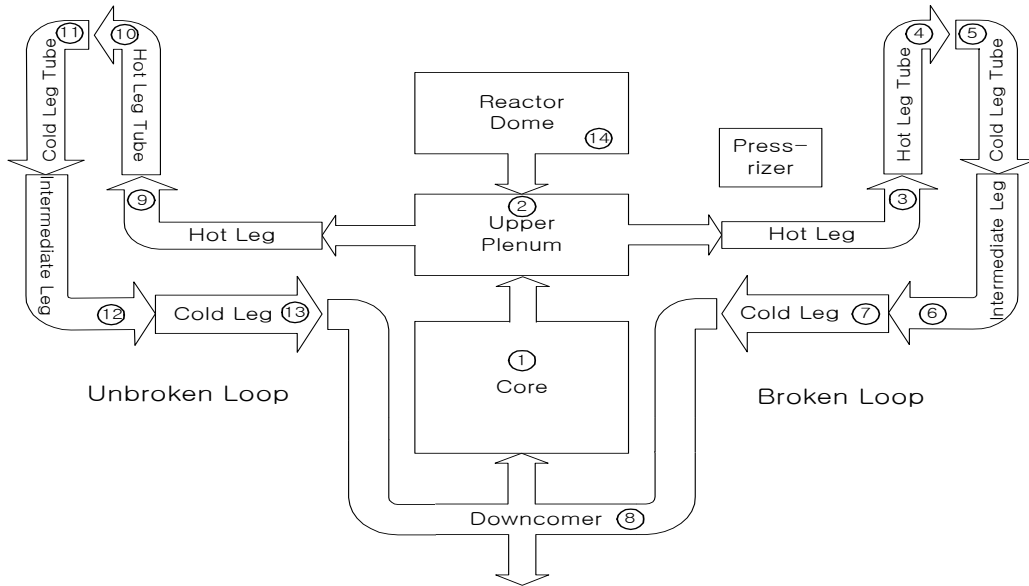 ⑪
⑩
Cold Leg Tube
Hot Leg Tube
Reactor
Dome
⑭
④
⑤
Hot Leg Tube
Cold Leg Tube
Press-
rizer
⑨
Hot Leg
②
Upper
Plenum
③
Hot Leg
Intermediate Leg
⑫
Cold Leg ⑬
Cold Leg ⑦
⑥
Intermediate Leg
①
Core
Unbroken Loop
Broken Loop
Downcomer ⑧